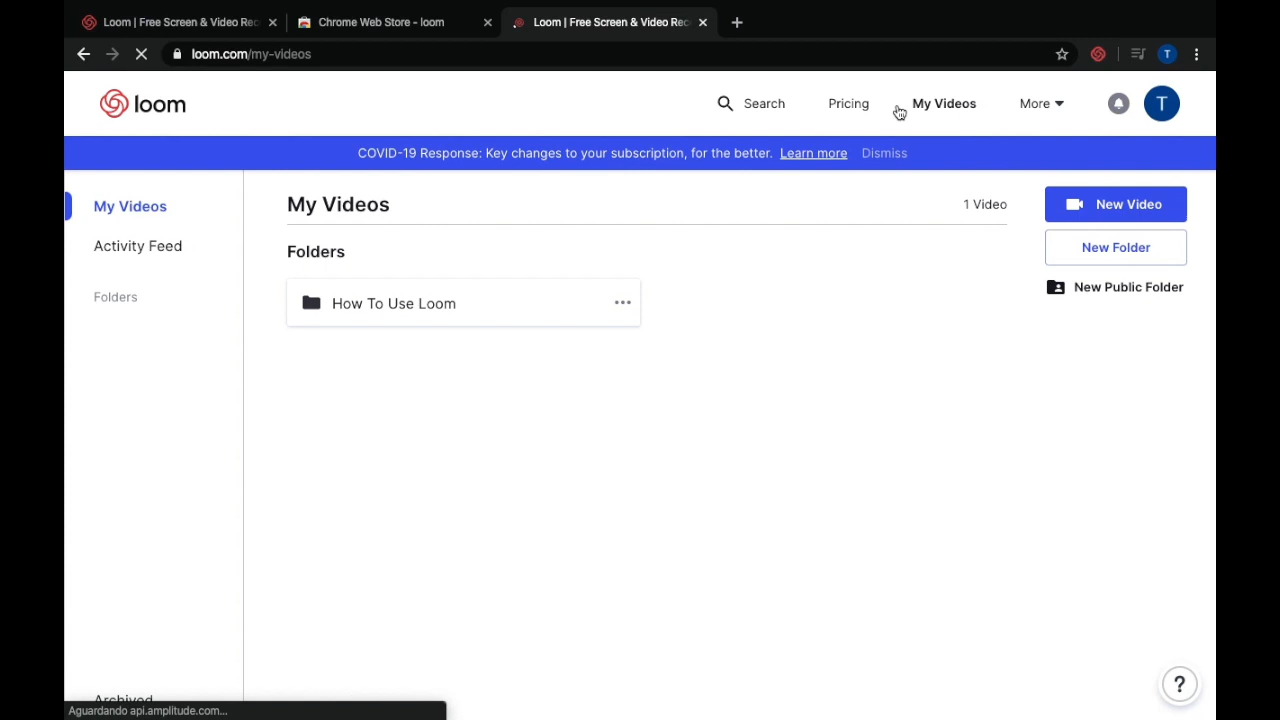 Loom | Free Screen & Video Rec
Chrome Web Store - loom
Loom | Free Screen & Video Rec
loom.com/my-videos
T
loom
Search
Pricing
My Videos
More
T
COVID-19 Response: Key changes to your subscription, for the better. Learn more Dismiss
My Videos
Activity Feed
Folders
My Videos
1 Video
Folders
How To Use Loom
New Video
New Folder
New Public Folder
Archived
?
Aguardando api.amplitude.com...